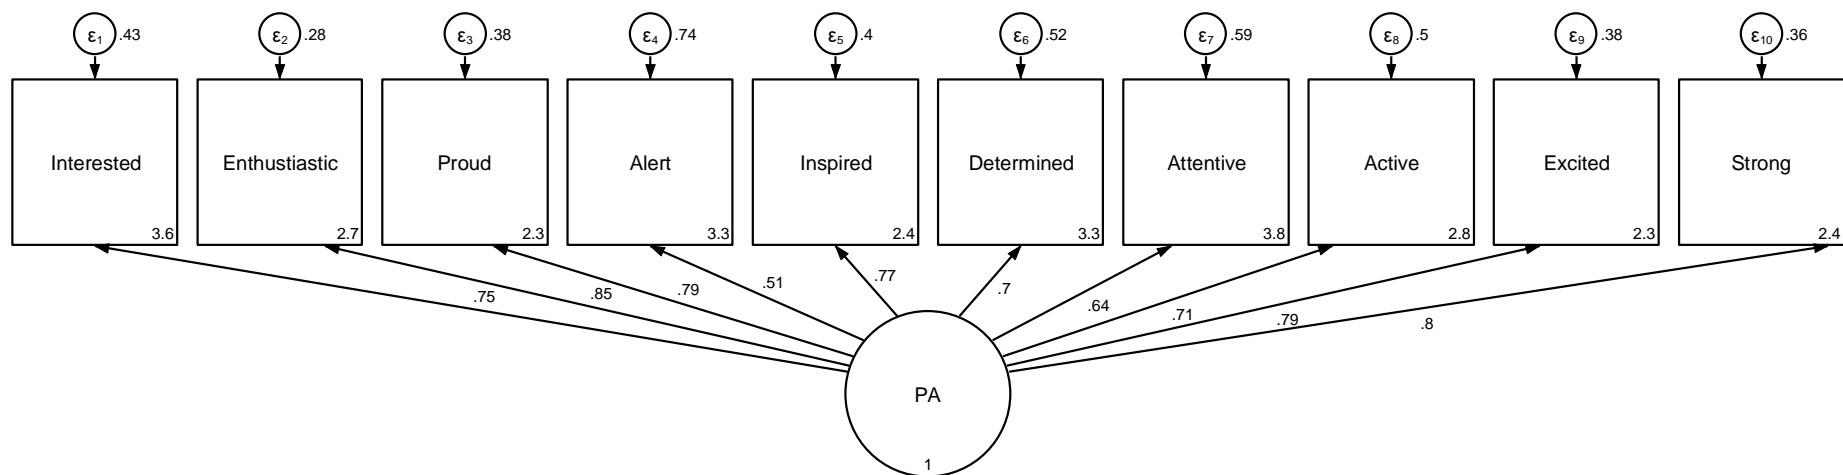 ε1 .43 ε2 .28 ε3 .38 ε4 .74 ε5 .4 ε6 .52 ε7 .59 ε8 .5 ε9 .38 ε10 .36
Interested Enthustiastic Proud Alert Inspired Determined Attentive Active Excited Strong
3.6 2.7 2.3 3.3 2.4 3.3 3.8 2.8 2.3 2.4
.75 .85 .79 .51 .77 .7 .64 .71 .79 .8
PA
1